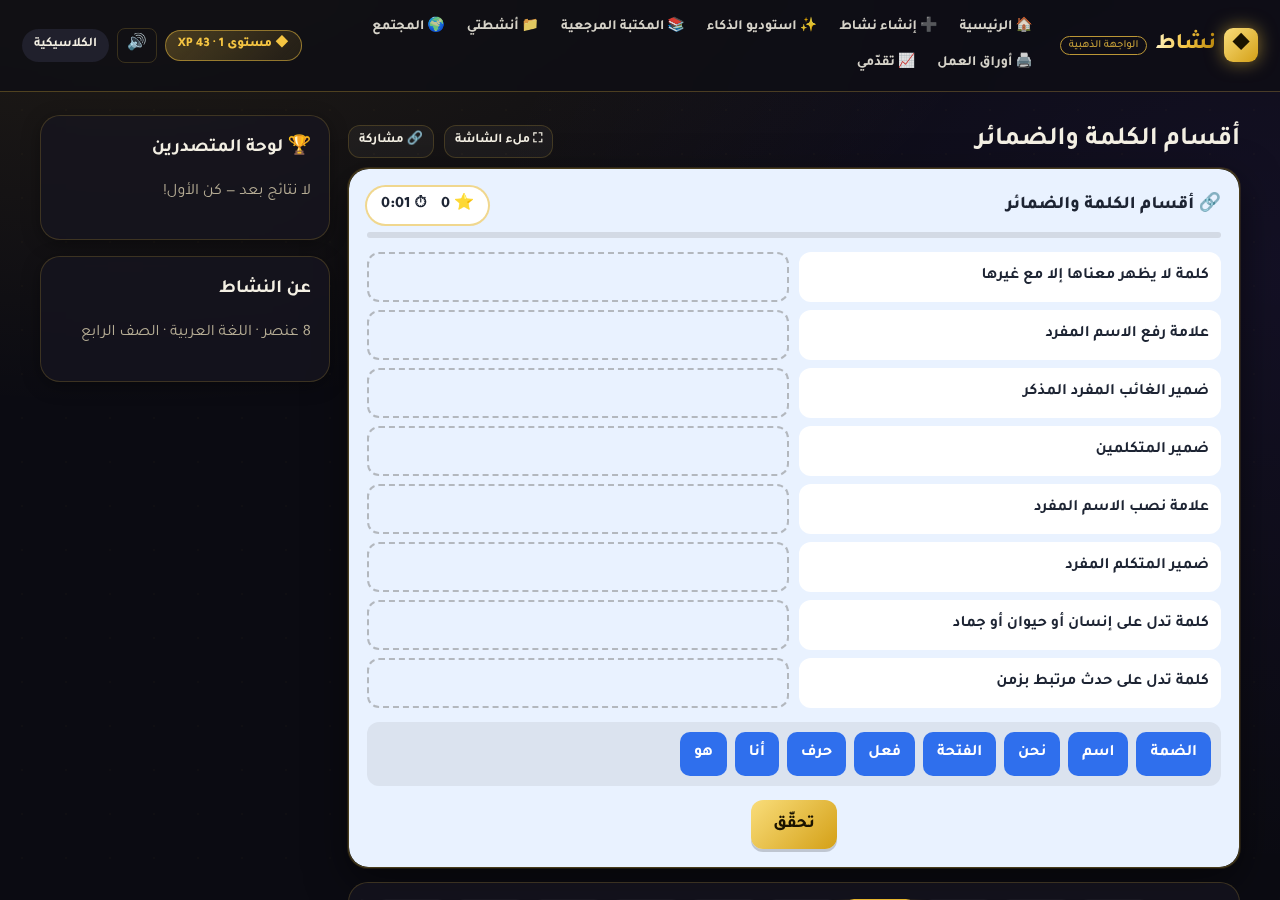 نشاط
الواجهة الذهبية
🏠 الرئيسية ➕ إنشاء نشاط ✨ استوديو الذكاء 📚 المكتبة المرجعية 📁 أنشطتي 🌍 المجتمع
🖨️ أوراق العمل 📈 تقدّمي
◆ مستوى 1 · 43 XP
🔊
الكلاسيكية
أقسام الكلمة والضمائر
⛶ ملء الشاشة
🔗 مشاركة
🔗 أقسام الكلمة والضمائر
⭐ 0 ⏱ 0:01
كلمة لا يظهر معناها إلا مع غيرها
علامة رفع الاسم المفرد
ضمير الغائب المفرد المذكر
ضمير المتكلمين
علامة نصب الاسم المفرد
ضمير المتكلم المفرد
كلمة تدل على إنسان أو حيوان أو جماد
كلمة تدل على حدث مرتبط بزمن
الضمة اسم نحن الفتحة فعل حرف أنا هو
تحقّق
🏆 لوحة المتصدرين
لا نتائج بعد — كن الأول!
عن النشاط
8 عنصر · اللغة العربية · الصف الرابع